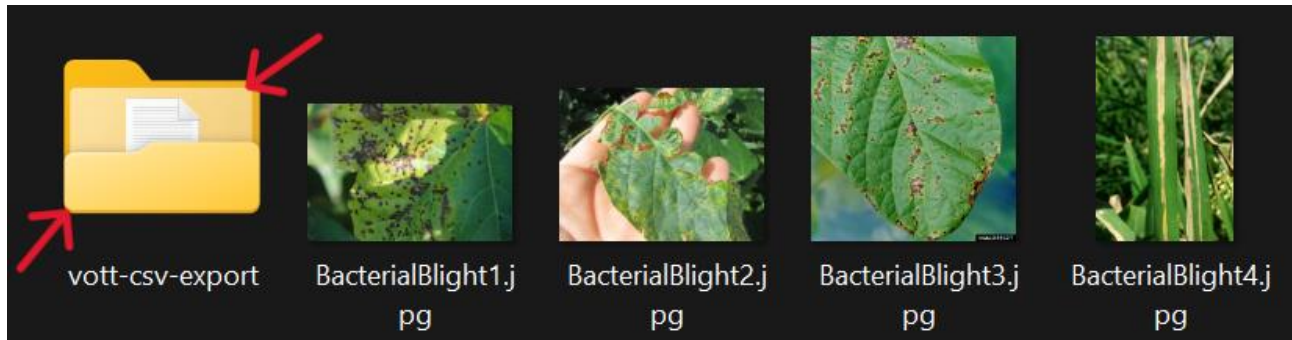 vott-csv-export
BacterialBlight1.j
pg
BacterialBlight2.j
pg
BacterialBlight3.j
pg
BacterialBlight4.j
pg